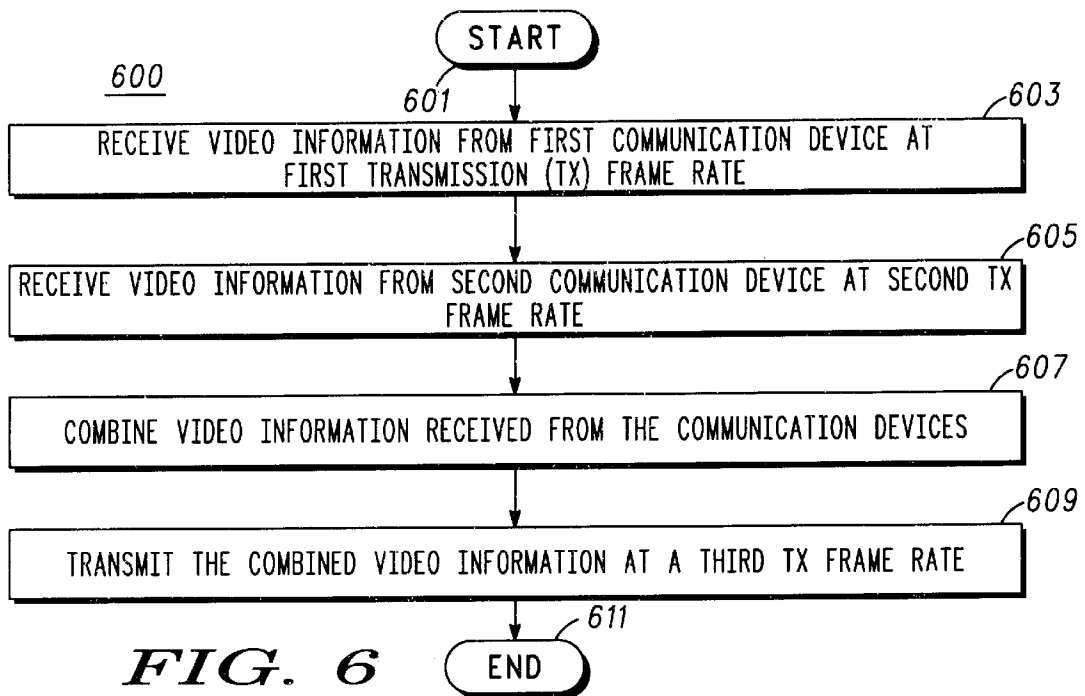 START
600
601
603
RECEIVE VIDEO INFORMATION FROM FIRST COMMUNICATION DEVICE AT
FIRST TRANSMISSION (TX) FRAME RATE
605
RECEIVE VIDEO INFORMATION FROM SECOND COMMUNICATION DEVICE AT SECOND TX
FRAME RATE
607
COMBINE VIDEO INFORMATION RECEIVED FROM THE COMMUNICATION DEVICES
609
TRANSMIT THE COMBINED VIDEO INFORMATION AT A THIRD TX FRAME RATE
611
END
FIG. 6